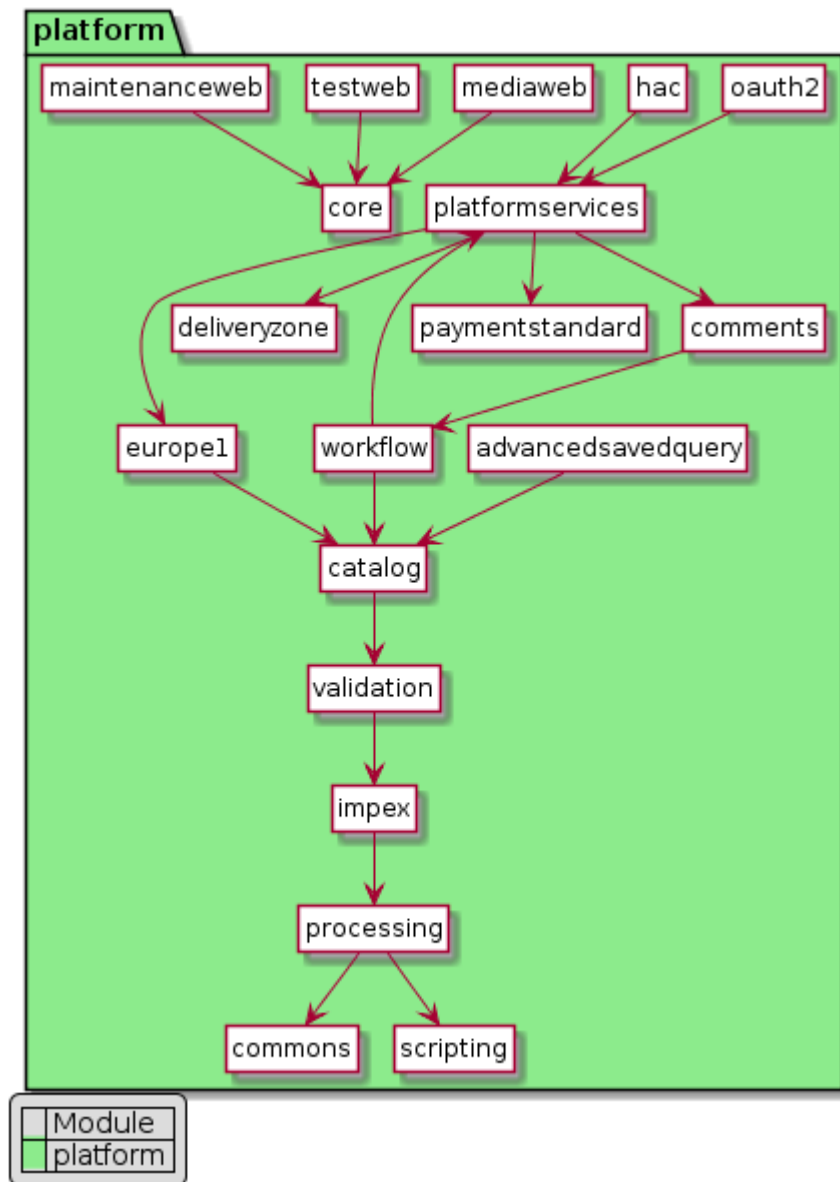 platform
maintenanceweb
testweb
mediaweb
hac
oauth2
core
platformservices
deliveryzone
paymentstandard
comments
europe1
workflow
advancedsavedquery
catalog
validation
impex
processing
commons
scripting
Module
platform